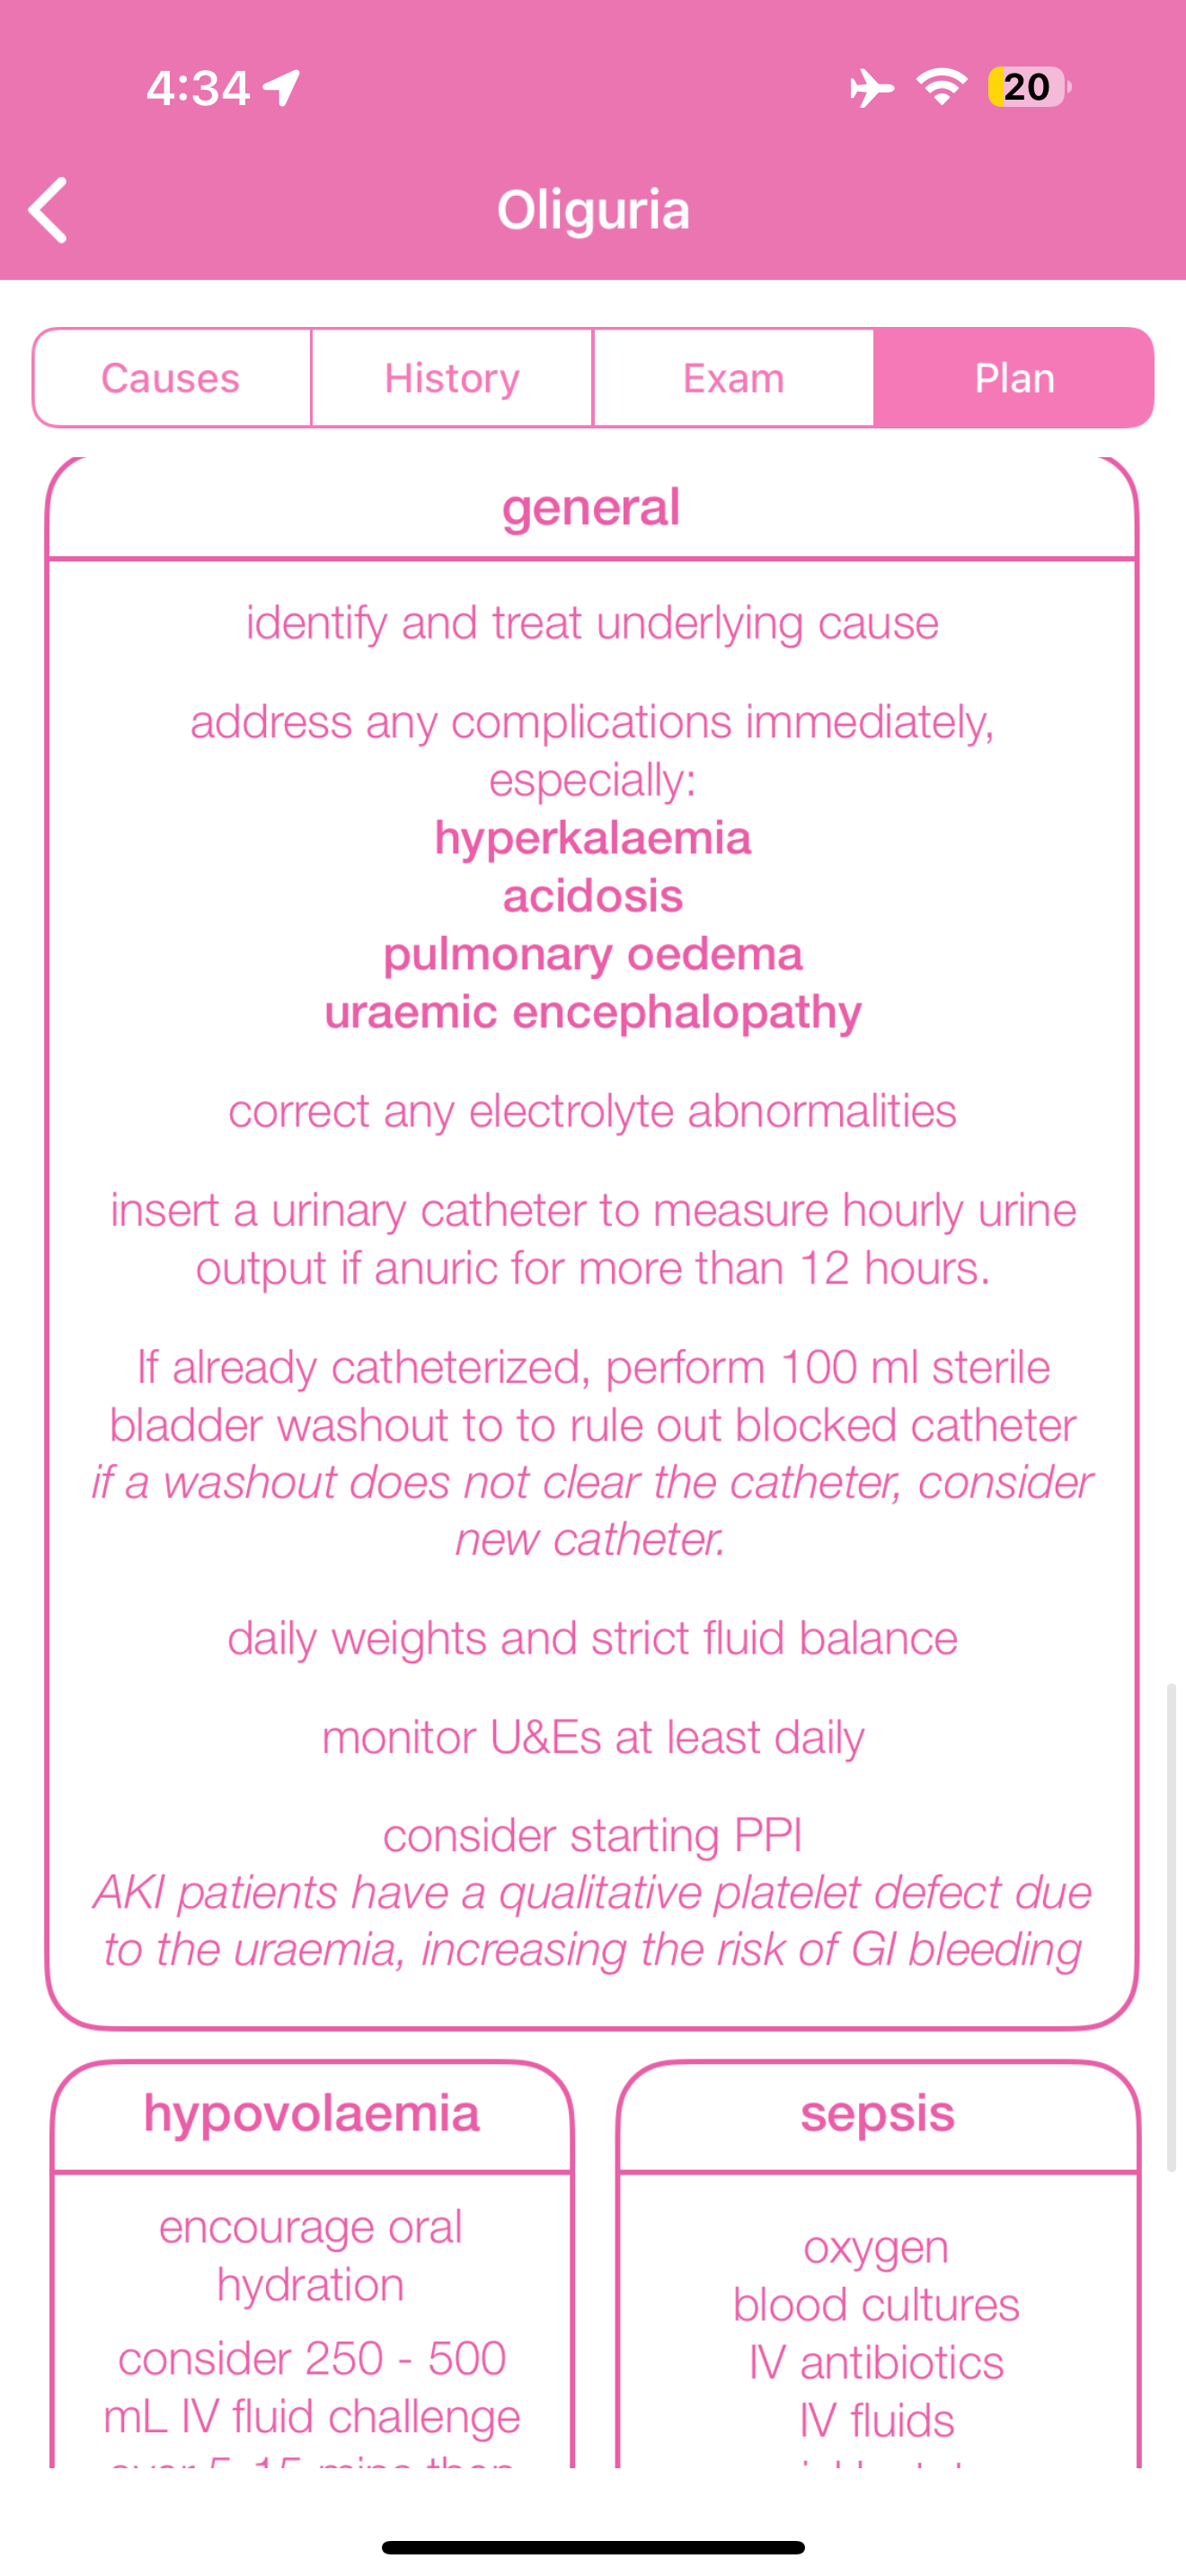 4:34
20
Oliguria
Causes
History
Exam
Plan
general
identify and treat underlying cause
address any complications immediately,
especially:
hyperkalaemia
acidosis
pulmonary oedema
uraemic encephalopathy
correct any electrolyte abnormalities
insert a urinary catheter to measure hourly urine
output if anuric for more than 12 hours.
If already catheterized, perform 100 ml sterile
bladder washout to to rule out blocked catheter
if a washout does not clear the catheter, consider
new catheter.
daily weights and strict fluid balance
monitor U&Es at least daily
consider starting PPI
AKI patients have a qualitative platelet defect due
to the uraemia, increasing the risk of GI bleeding
hypovolaemia
encourage oral
hydration
consider 250 - 500
mL IV fluid challenge
over 5-15 mins then
sepsis
oxygen
blood cultures
IV antibiotics
IV fluids